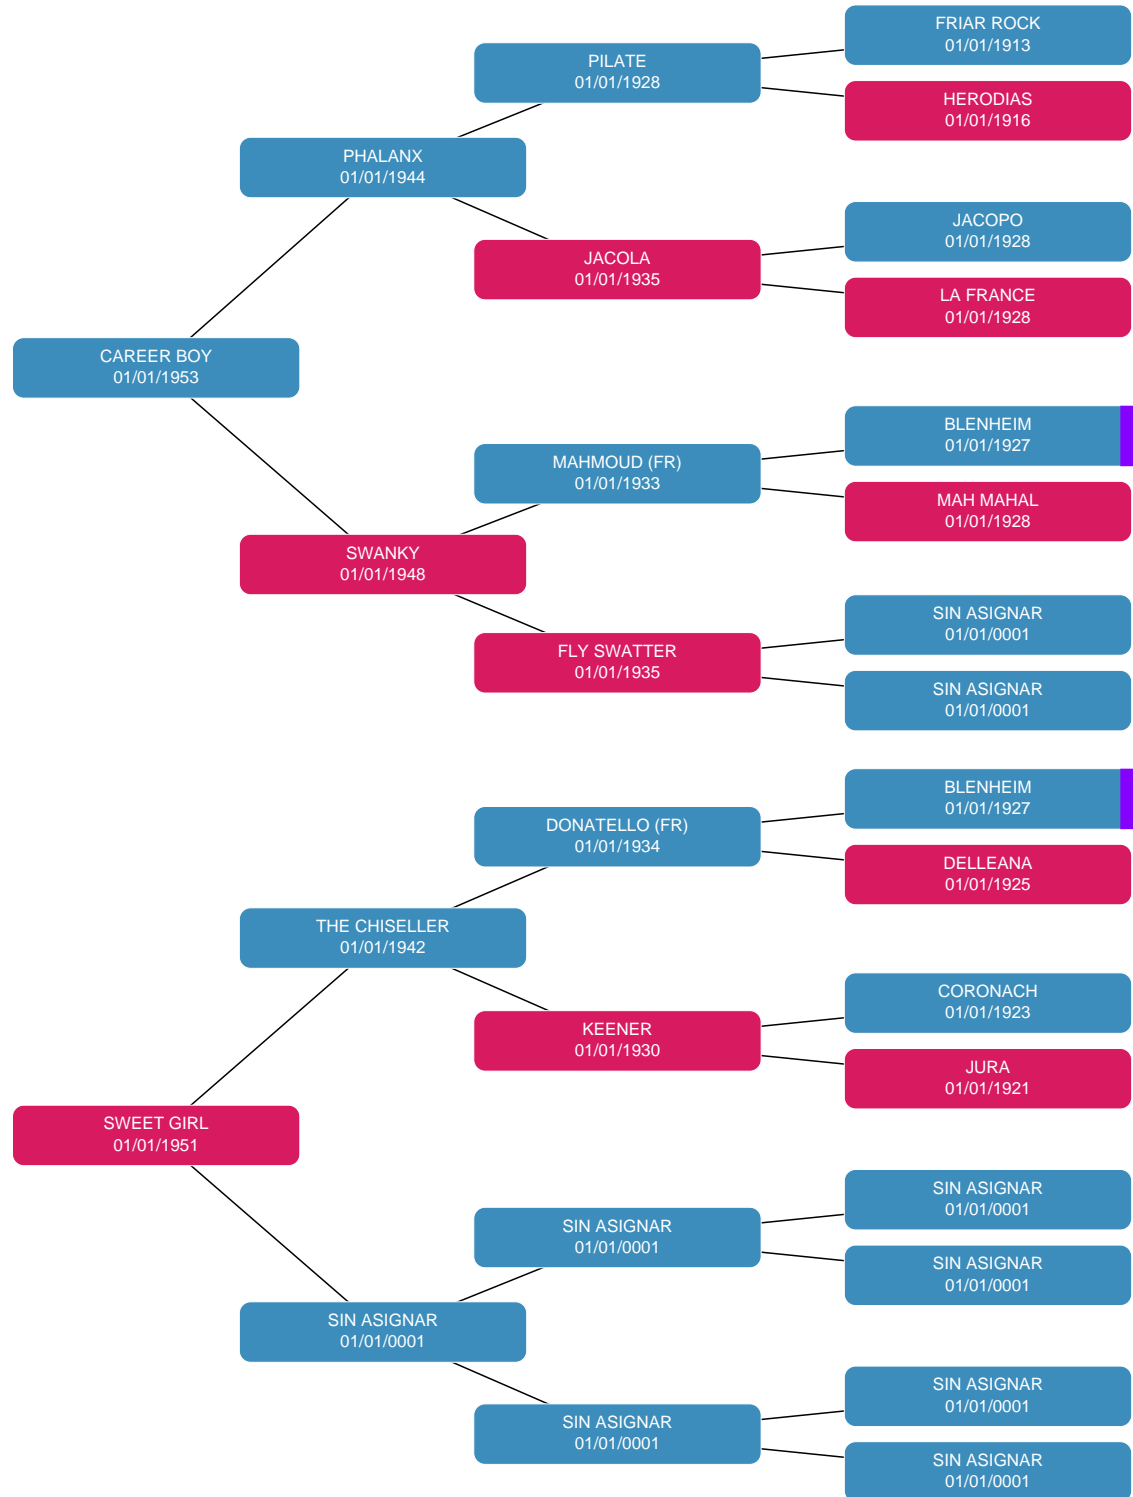 FRIAR ROCK
01/01/1913
PILATE
01/01/1928
HERODIAS
01/01/1916
PHALANX
01/01/1944
JACOPO
01/01/1928
JACOLA
01/01/1935
LA FRANCE
01/01/1928
CAREER BOY
01/01/1953
BLENHEIM
01/01/1927
MAHMOUD (FR)
01/01/1933
MAH MAHAL
01/01/1928
SWANKY
01/01/1948
SIN ASIGNAR
01/01/0001
FLY SWATTER
01/01/1935
SIN ASIGNAR
01/01/0001
BLENHEIM
01/01/1927
DONATELLO (FR)
01/01/1934
DELLEANA
01/01/1925
THE CHISELLER
01/01/1942
CORONACH
01/01/1923
KEENER
01/01/1930
JURA
01/01/1921
SWEET GIRL
01/01/1951
SIN ASIGNAR
01/01/0001
SIN ASIGNAR
01/01/0001
SIN ASIGNAR
01/01/0001
SIN ASIGNAR
01/01/0001
SIN ASIGNAR
01/01/0001
SIN ASIGNAR
01/01/0001
SIN ASIGNAR
01/01/0001